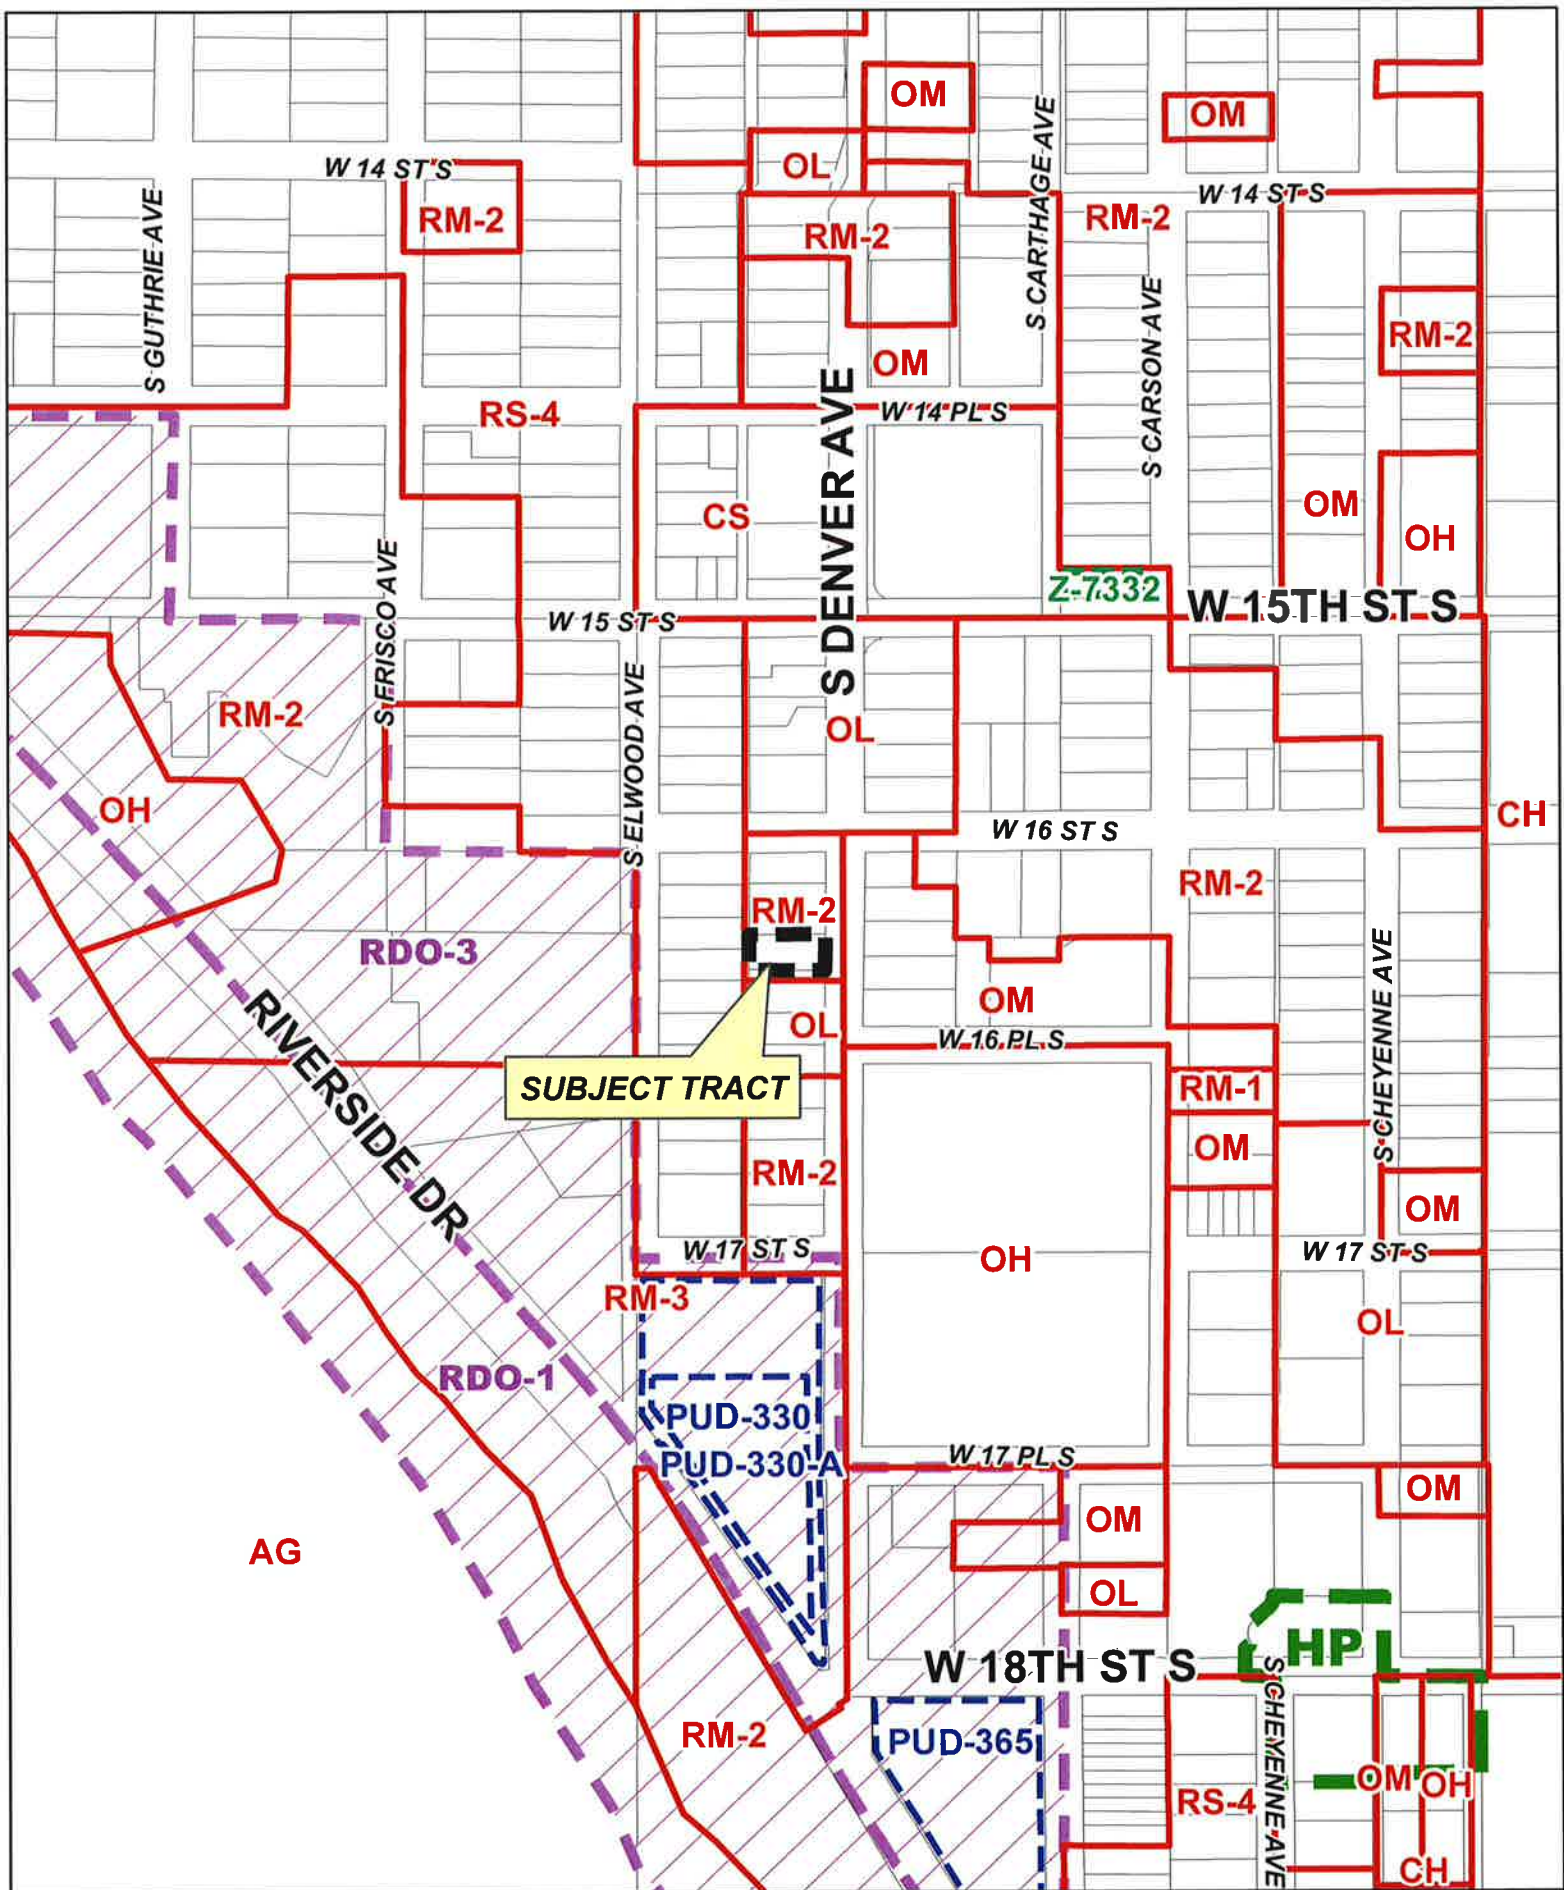 OM
OM
OL
W 14 ST S
W 14 ST S
S GUTHRIE AVE
RM-2
RM-2
S CARTHAGE AVE
RM-2
S CARSON AVE
RM-2
OM
RS-4
W 14 PL S
S DENVER AVE
CS
OM
OH
S FRISCO AVE
Z-7332
W 15TH ST S
W 15 ST S
S ELWOOD AVE
RM-2
OL
OH
CH
W 16 ST S
RM-2
RM-2
RDO-3
S CHEYENNE AVE
OM
OL
W 16 PL S
RIVERSIDE DR
SUBJECT TRACT
RM-1
OM
RM-2
OM
W 17 ST S
W 17 ST S
OH
RM-3
OL
RDO-1
PUD-330
PUD-330-A
W 17 PL S
OM
OM
AG
OL
HP
W 18TH ST S
S CHEYENNE AVE
RM-2
PUD-365
OM
OH
RS-4
CH